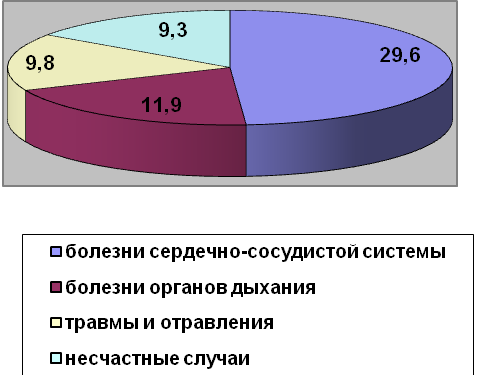 9,3
29,6
9,8
11,9
болезни сердечно-сосудистой системы
болезни органов дыхания
травмы и отравления
несчастные случаи